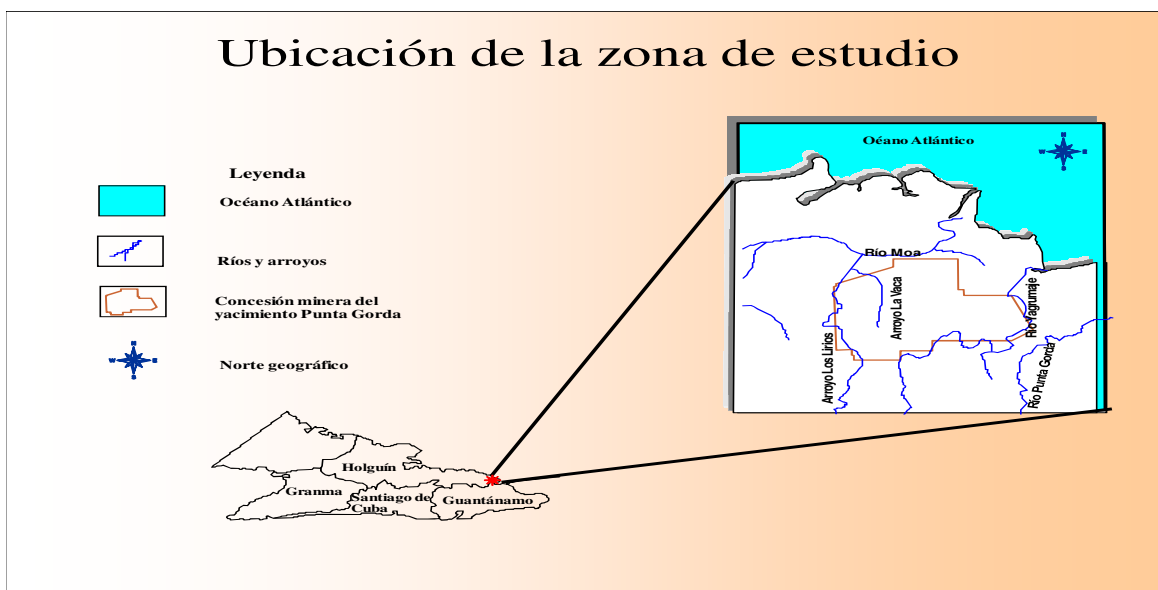 Ubicación de la zona de estudio
Leyenda
Océano Atlántico
Ríos y arroyos
Concesión minera del
yacimiento Punta Gorda
N
W
E
S
Norte geográfico
Oéano Atlántico
N
W
E
S
Río Moa
Arroyo La Vaca
Río Yagrumaje
Arroyo Los Lirios
Río Punta Gorda
Holguín
Granma
Santiago de
Cuba
Guantánamo